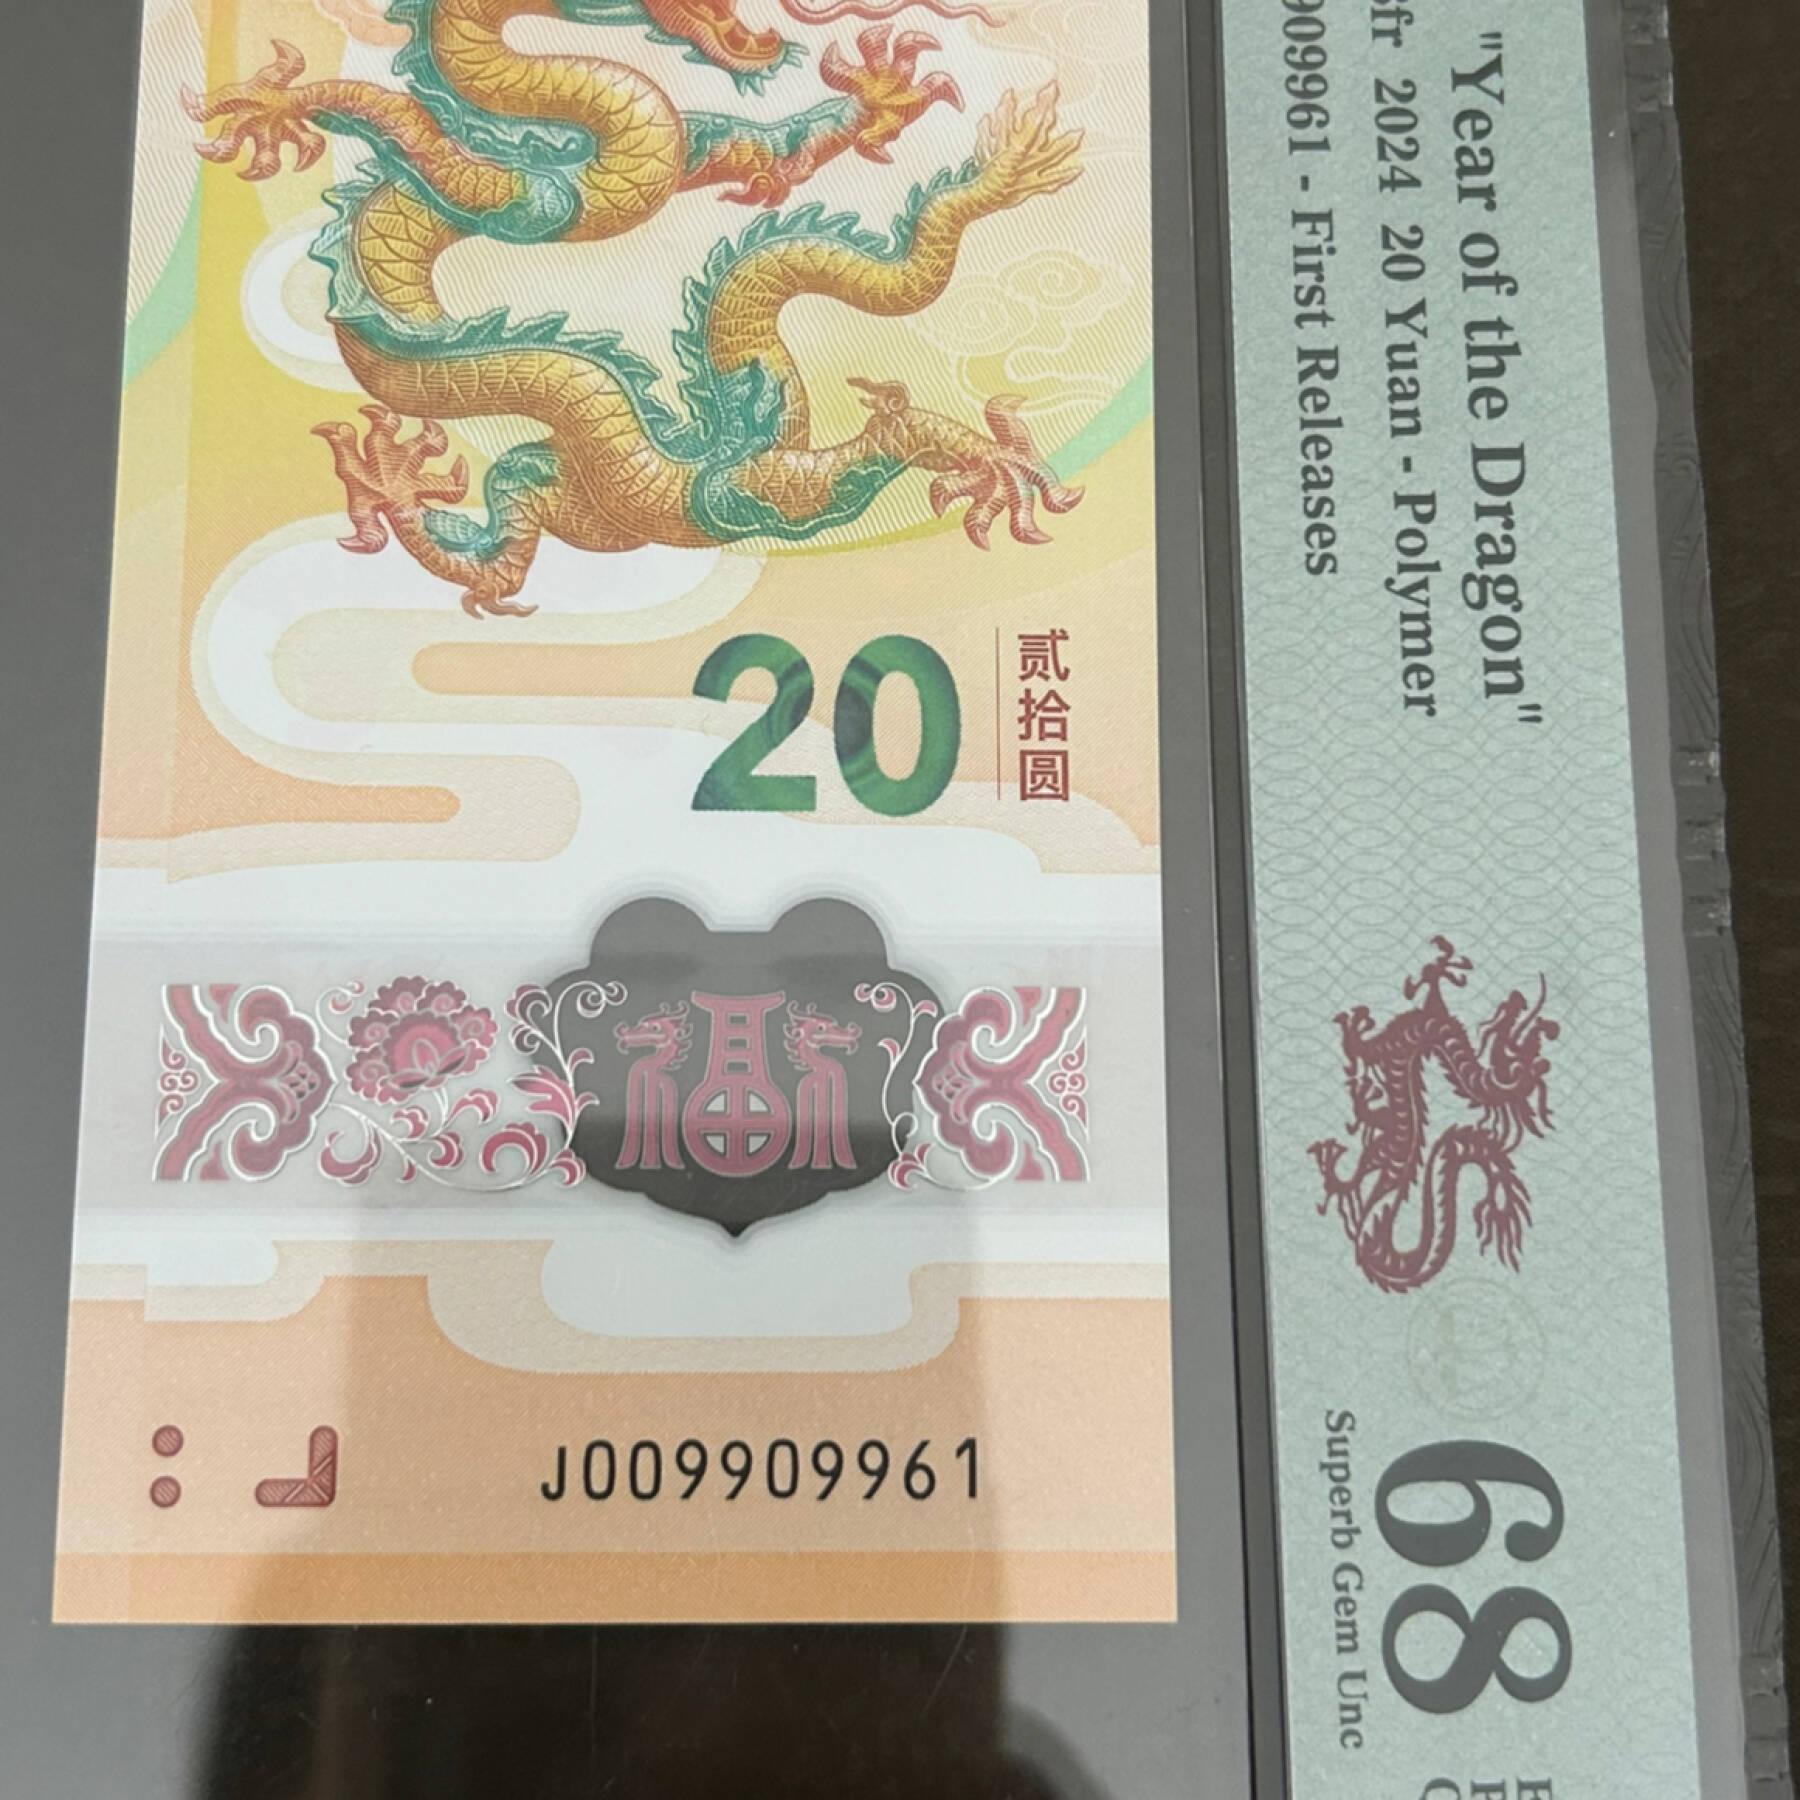 20
贰拾圆
福
J009909961
"Year of the Dragon"
2024 20 Yuan - Polymer
909961 - First Releases
68
Superb Gem Unc